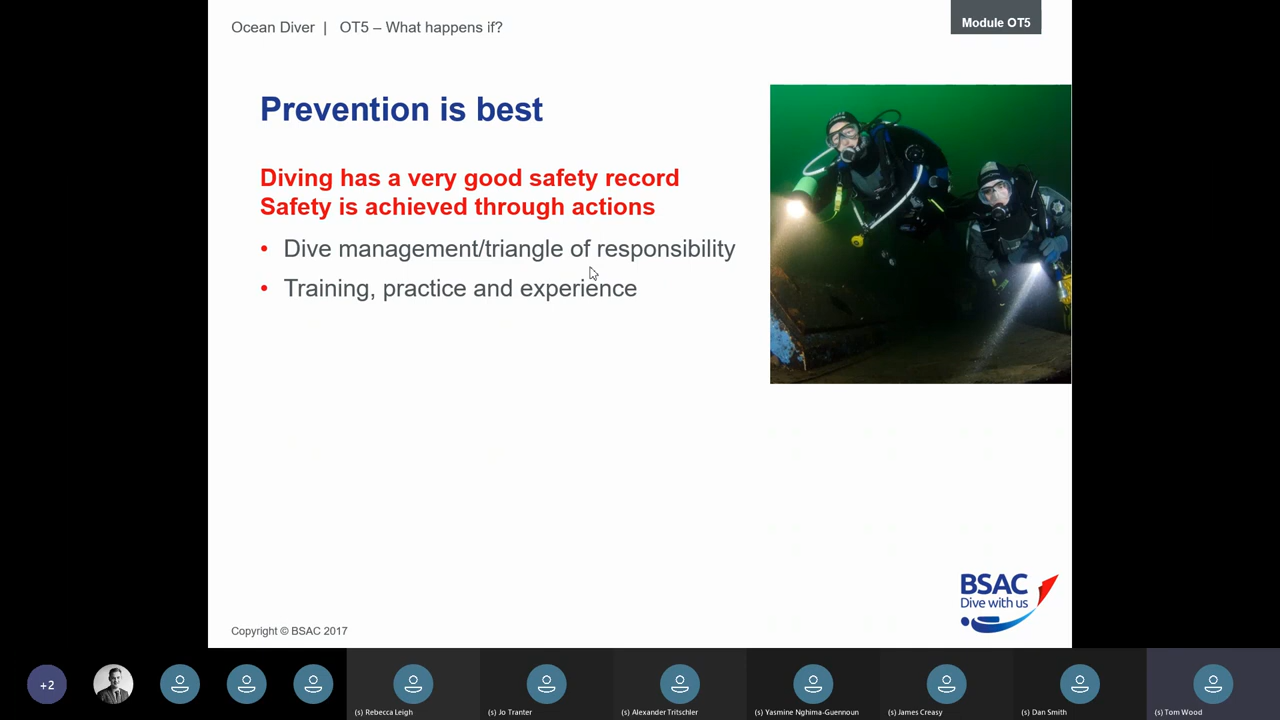 Ocean Diver | OT5 – What happens if?
Module OT5
Prevention is best
Diving has a very good safety record
Safety is achieved through actions
• Dive management/triangle of responsibility
• Training, practice and experience
BSAC
Dive with us
Copyright © BSAC 2017
+2
(s) Rebecca Leigh
(s) Jo Tranter
(s) Alexander Tritschler
(s) Yasmine Nghima-Guennoun
(s) James Creasy
(s) Dan Smith
(s) Tom Wood